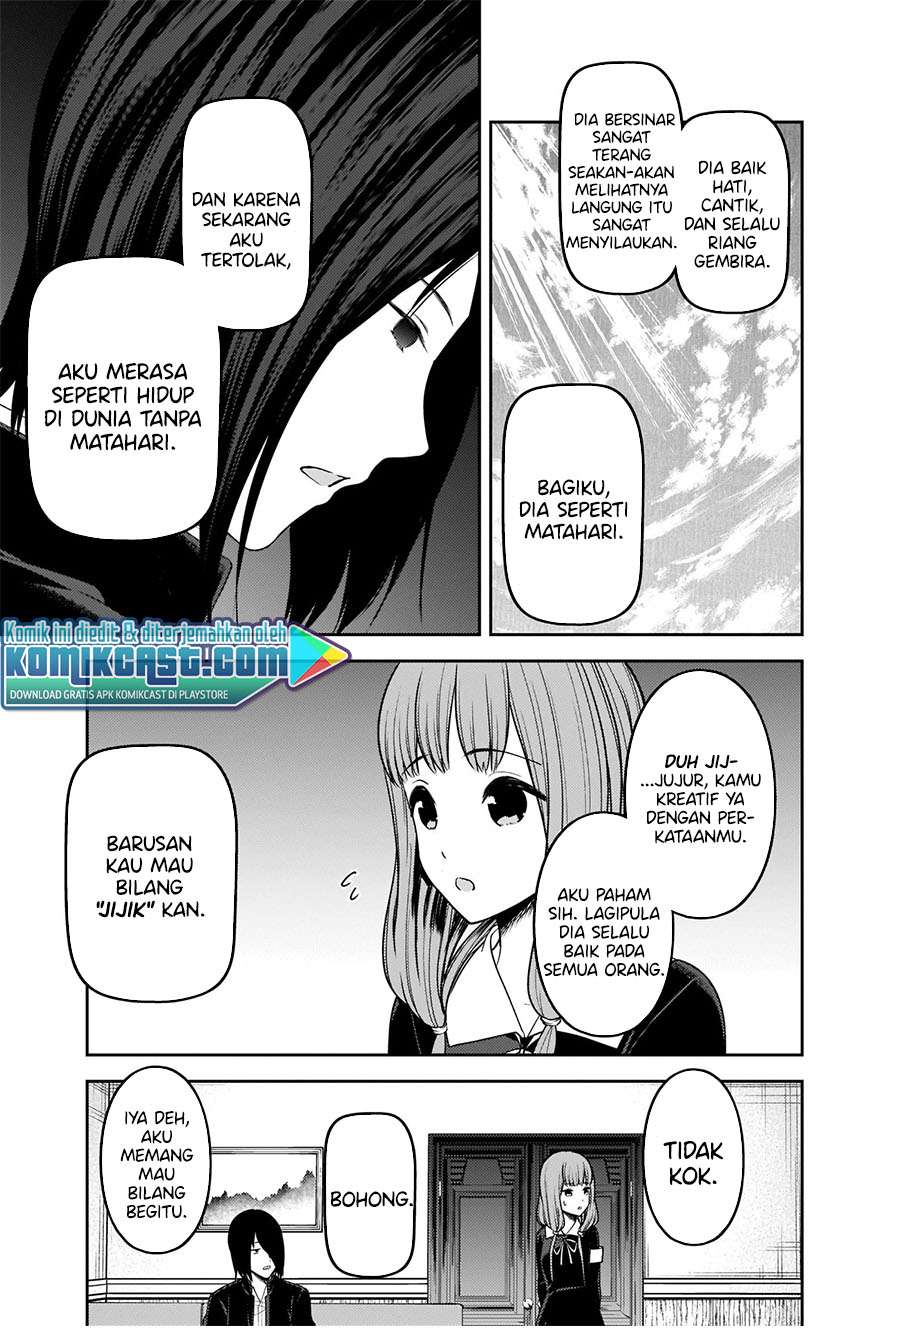 DIA BAIK
HATI,
CANTIK,
DAN SELALU
RIANG
GEMBIRA.
DIA BERSINAR
SANGAT
TERANG
SEAKAN-AKAN
MELIHATNYA
LANGUNG ITU
SANGAT
MENYILAUKAN.
BAGIKU,
DIA SEPERTI
MATAHARI.
DAN KARENA
SEKARANG
AKU
TERTOLAK,
AKU MERASA
SEPERTI HIDUP
DI DUNIA TANPA
MATAHARI.
Komik ini diedit & diterjemahkan oleh
KOMIKCAST.COM
DOWNLOAD GRATIS APK KOMIKCAST DI PLAYSTORE
DUH JIJ-
...JUJUR, KAMU
KREATIF YA
DENGAN PER-
KATAANMU.
AKU PAHAM
SIH. LAGIPULA
DIA SELALU
BAIK PADA
SEMUA ORANG.
BARUSAN
KAU MAU
BILANG
"JIJIK" KAN.
TIDAK
KOK.
BOHONG.
IYA DEH,
AKU
MEMANG
MAU
BILANG
BEGITU.